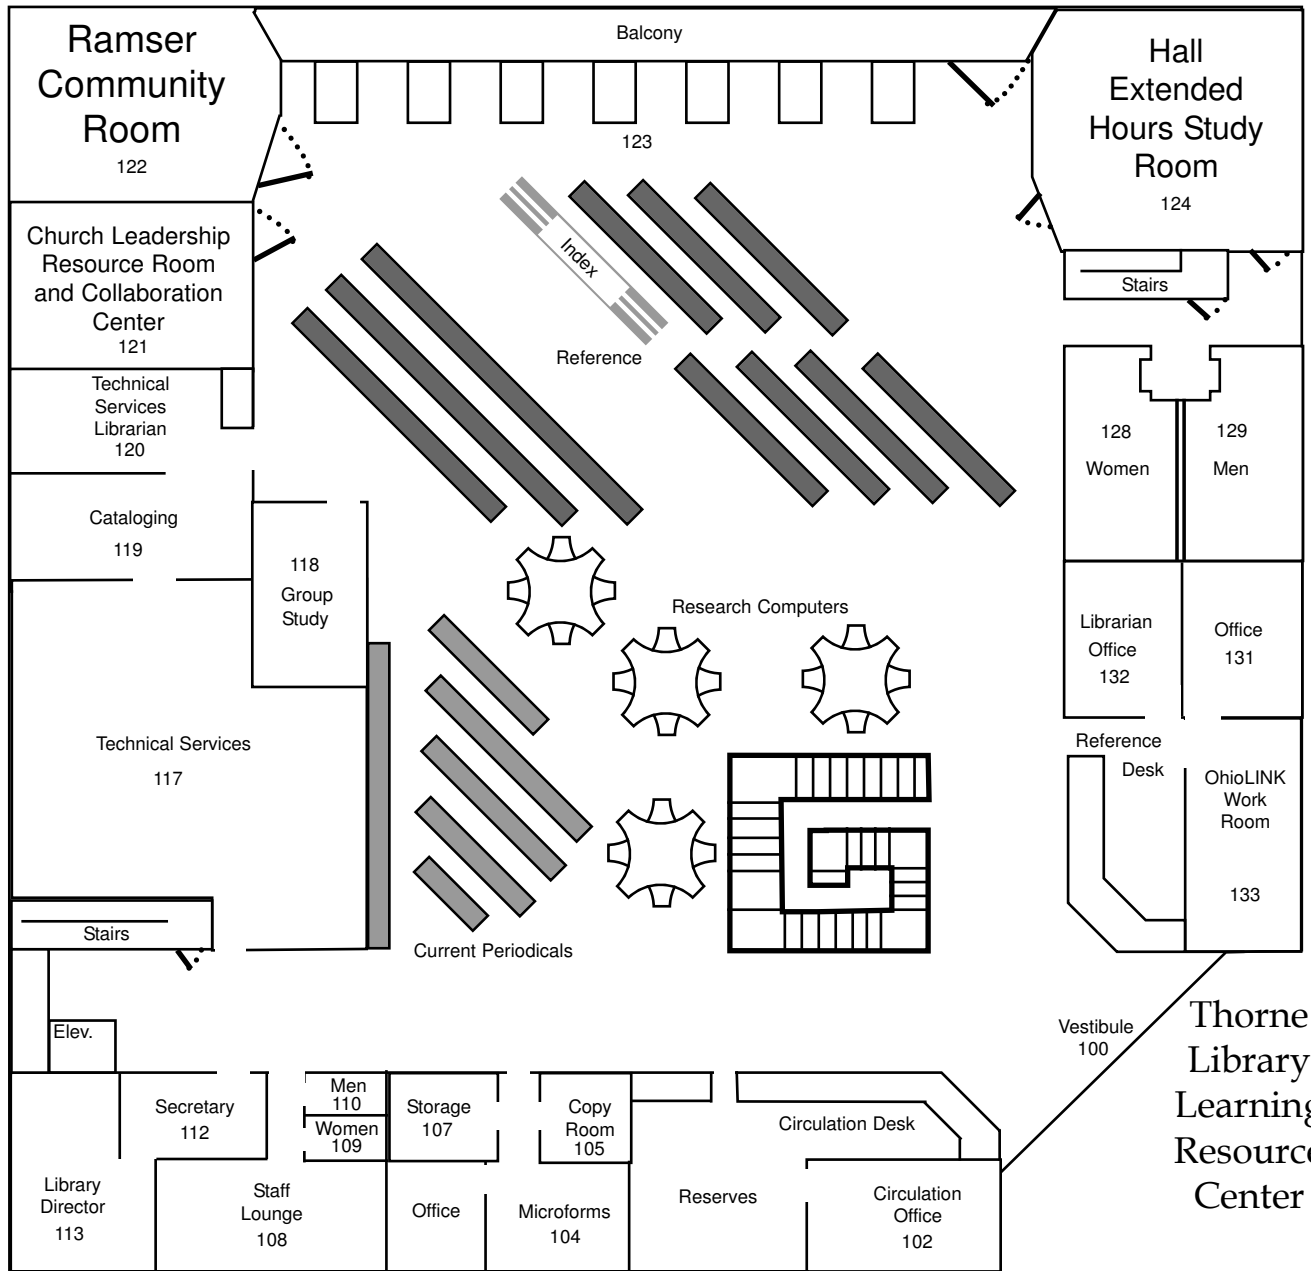 Ramser
Community
Room
122
Balcony
Hall
Extended
Hours Study
Room
124
123
Church Leadership
Resource Room
and Collaboration
Center
121
Index
Reference
Stairs
Technical
Services
Librarian
120
128
Women
129
Men
Cataloging
119
118
Group
Study
Research Computers
Librarian
Office
132
Office
131
Technical Services
117
Reference
Desk
OhioLINK
Work
Room
133
Stairs
Current Periodicals
Elev.
Vestibule
100
Thorne
Library
Learning
Resource
Center
Secretary
112
Men
110
Women
109
Storage
107
Copy
Room
105
Circulation Desk
Library
Director
113
Staff
Lounge
108
Office
Microforms
104
Reserves
Circulation
Office
102